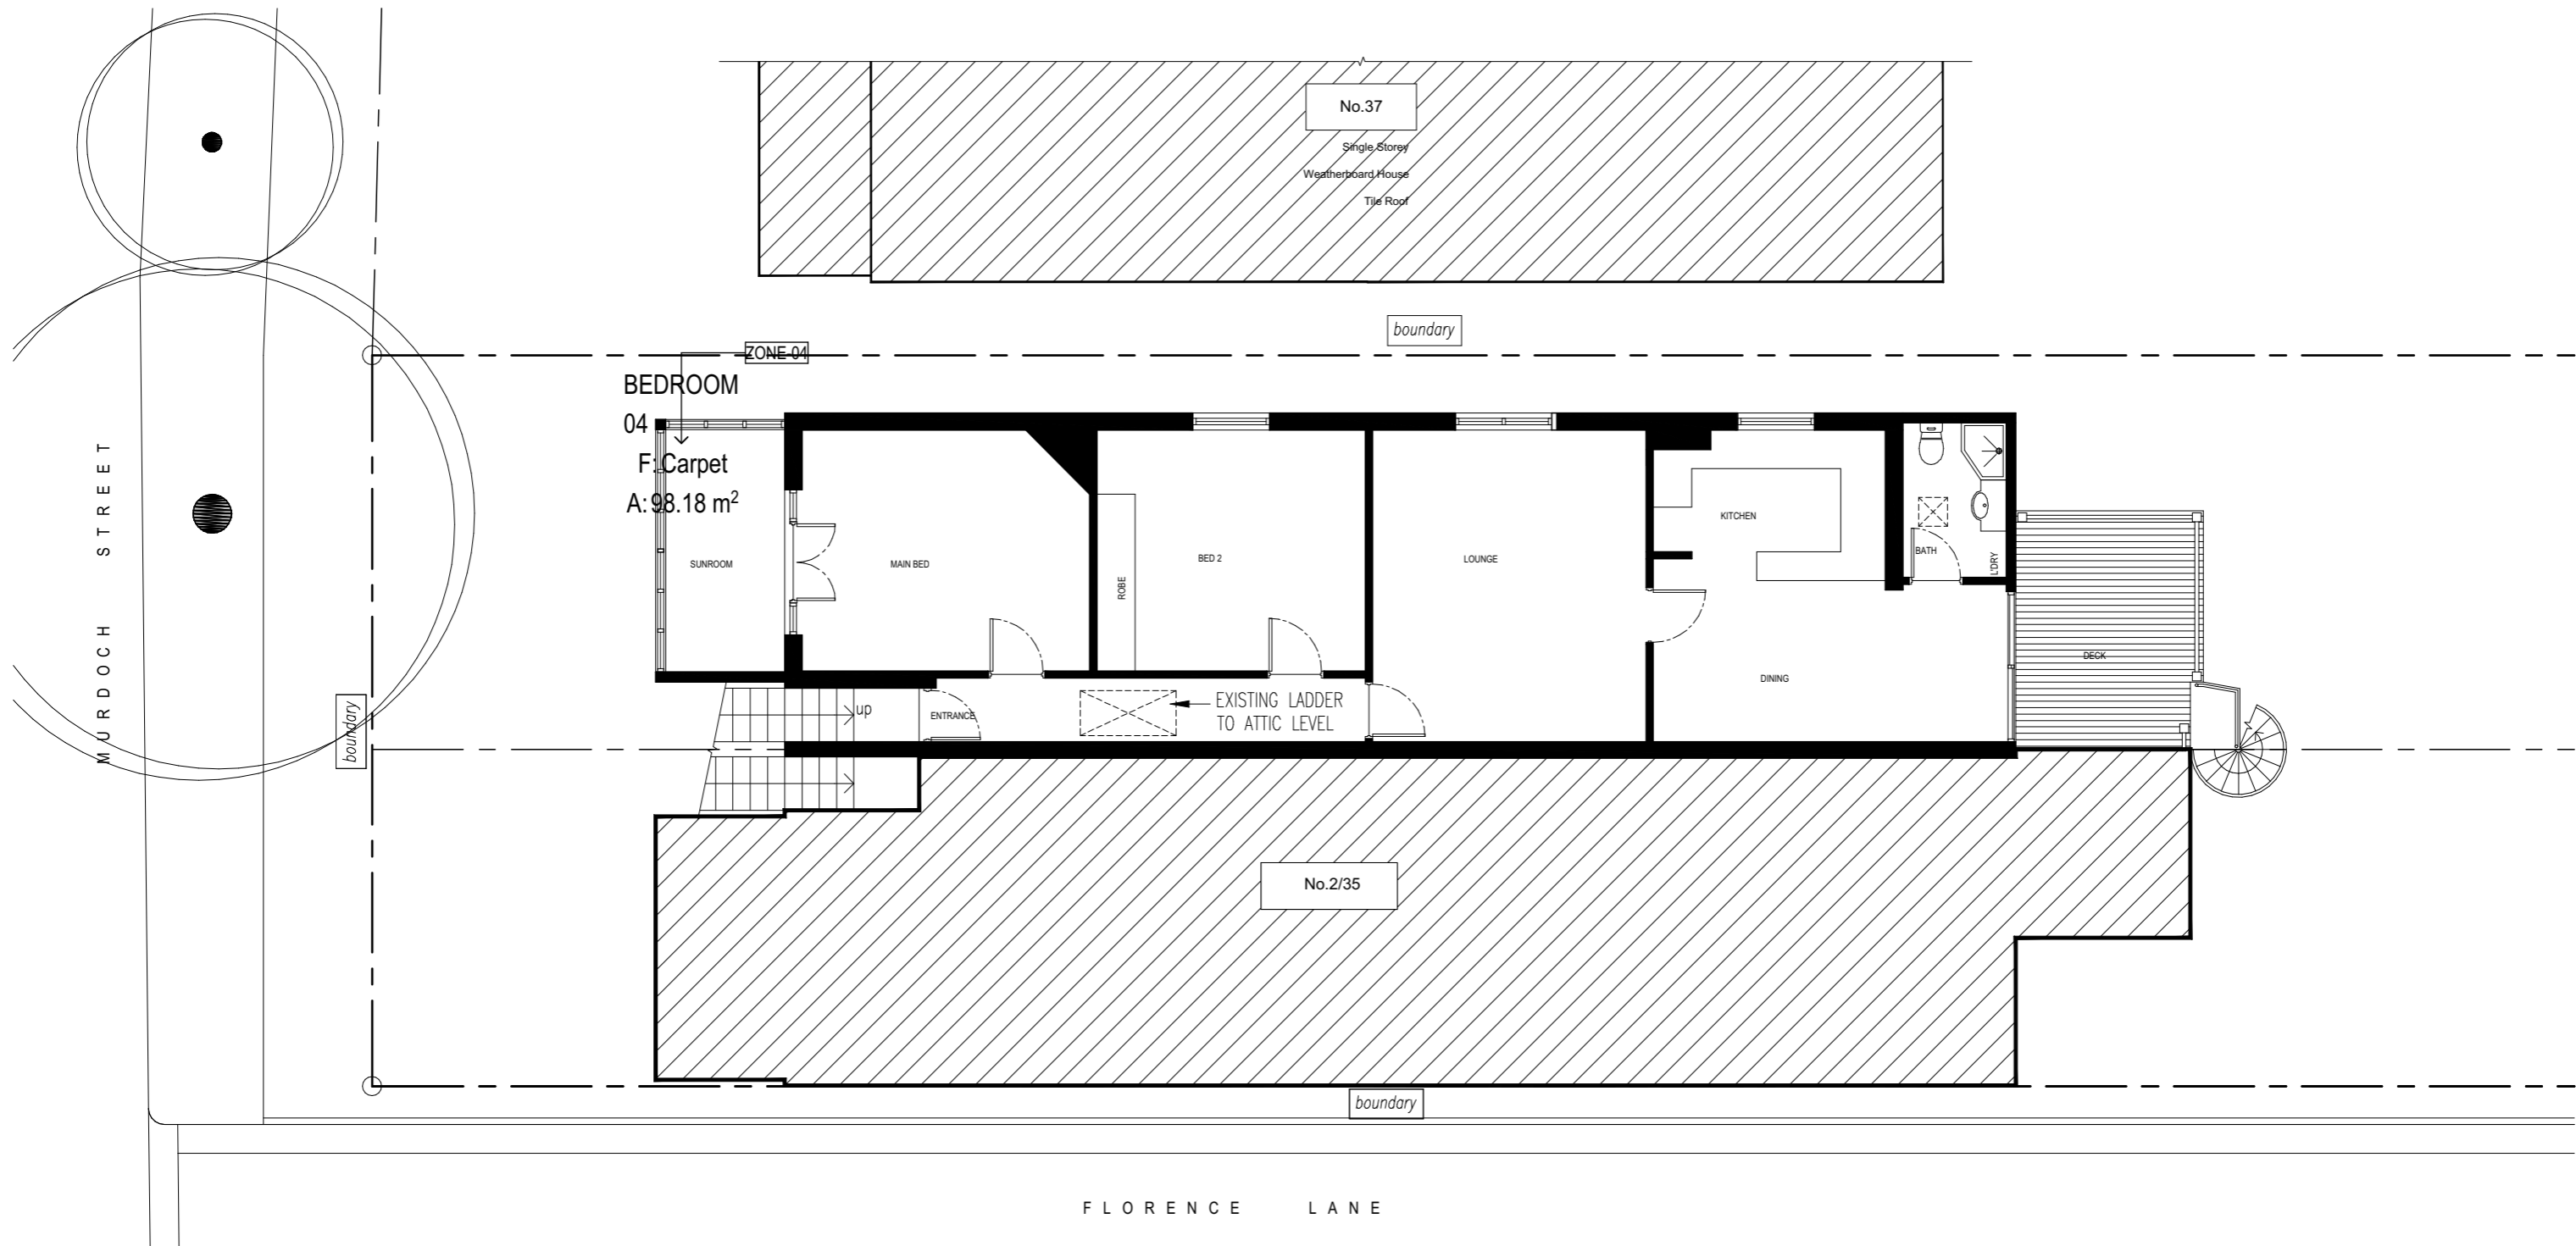 No.37
Single Storey
Weatherboard House
Tile Roof
boundary
ZONE-04
BEDROOM
04
F: Carpet
A: 98.18 m²
MURDOCH STREET
SUNROOM
MAIN BED
ROBE
BED 2
LOUNGE
KITCHEN
BATH
L'DRY
DINING
DECK
up
ENTRANCE
EXISTING LADDER
TO ATTIC LEVEL
boundary
No.2/35
boundary
FLORENCE LANE